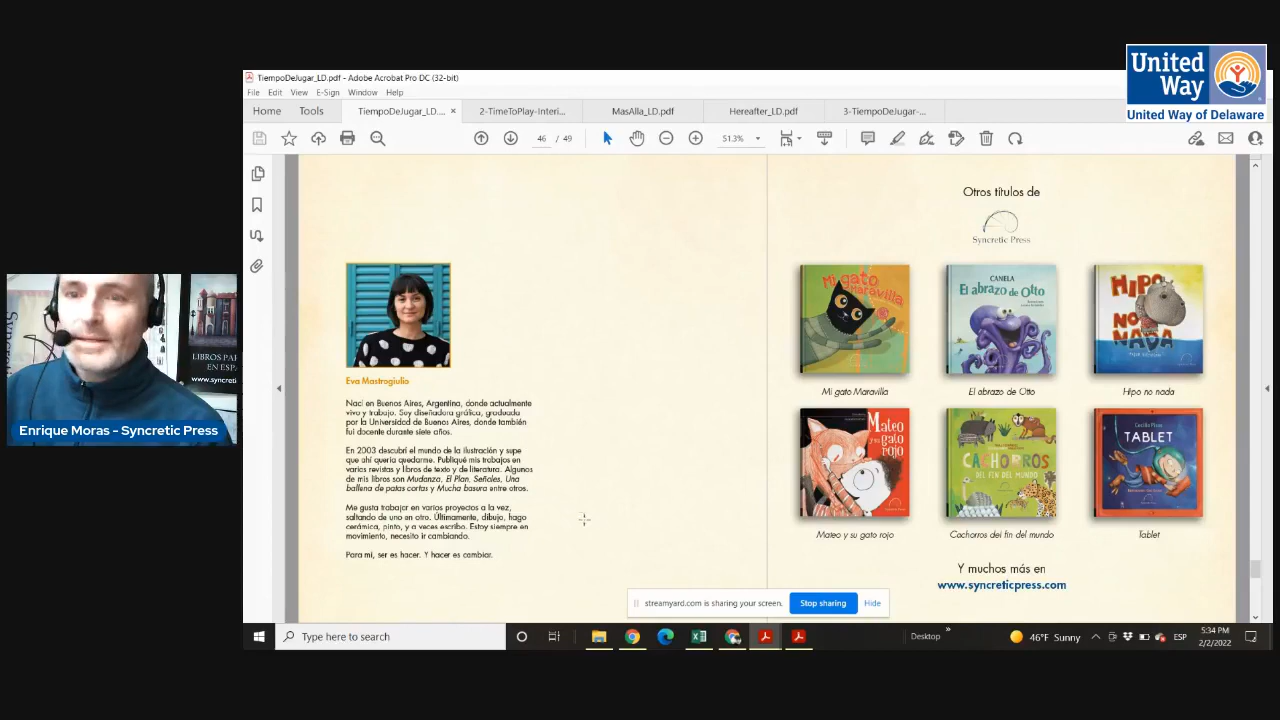 United
Way
United Way of Delaware
TiempoDeJugar_LD.pdf - Adobe Acrobat Pro DC (32-bit)
File Edit View E-Sign Window Help
Home Tools TiempoDeJugar_LD.... × 2-TimeToPlay-Interi... MasAlla_LD.pdf Hereafter_LD.pdf 3-TiempoDeJugar-...
46 / 49 51.3%
Eva Mastrogiulio
Nací en Buenos Aires, Argentina, donde actualmente
vivo y trabajo. Soy diseñadora gráfica, graduada
por la Universidad de Buenos Aires, donde también
fui docente durante siete años.
En 2003 descubrí el mundo de la ilustración y supe
que ahí quería quedarme. Publiqué mis trabajos en
varias revistas y libros de texto y de literatura. Algunos
de mis libros son Mudanza, El Plan, Señales, Una
ballena de patas cortas y Mucha basura entre otros.
Me gusta trabajar en varios proyectos a la vez,
saltando de uno en otro. Últimamente, dibujo, hago
cerámica, pinto, y a veces escribo. Estoy siempre en
movimiento, necesito ir cambiando.
Para mí, ser es hacer. Y hacer es cambiar.
Otros títulos de
Syncretic Press
Mi gato
Maravilla
CANELA
El abrazo de Otto
HIPO
NO
NADA
Mi gato Maravilla
El abrazo de Otto
Hipo no nada
Mateo
y su gato
rojo
CACHORROS
DEL FIN DEL MUNDO
Cecilia Pisos
TABLET
Mateo y su gato rojo
Cachorros del fin del mundo
Tablet
Y muchos más en
www.syncreticpress.com
LIBROS PAR
EN ESPA
www.syncretic
Enrique Moras - Syncretic Press
streamyard.com is sharing your screen. Stop sharing Hide
Type here to search
Desktop » 46°F Sunny ESP 5:34 PM
2/2/2022